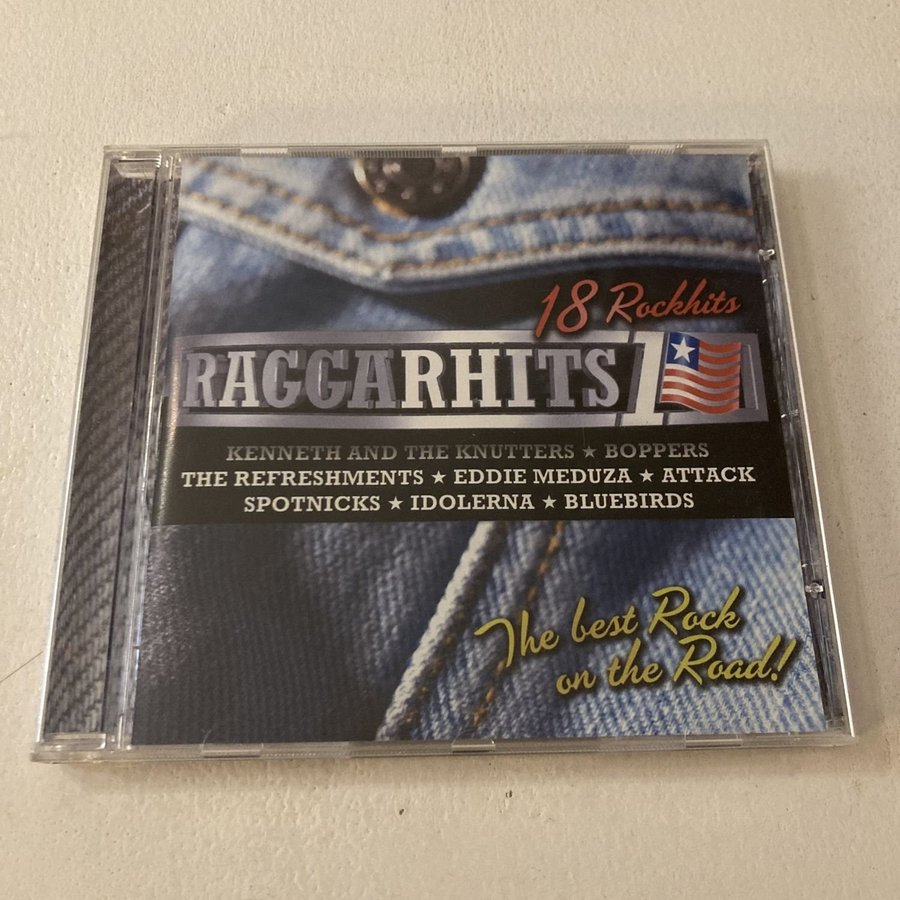 18 Rockhits
RAGGARHITS 1
KENNETH AND THE KNUTTERS ★ BOPPERS
THE REFRESHMENTS ★ EDDIE MEDUZA ★ ATTACK
SPOTNICKS ★ IDOLERNA ★ BLUEBIRDS
The best Rock
on the Road!